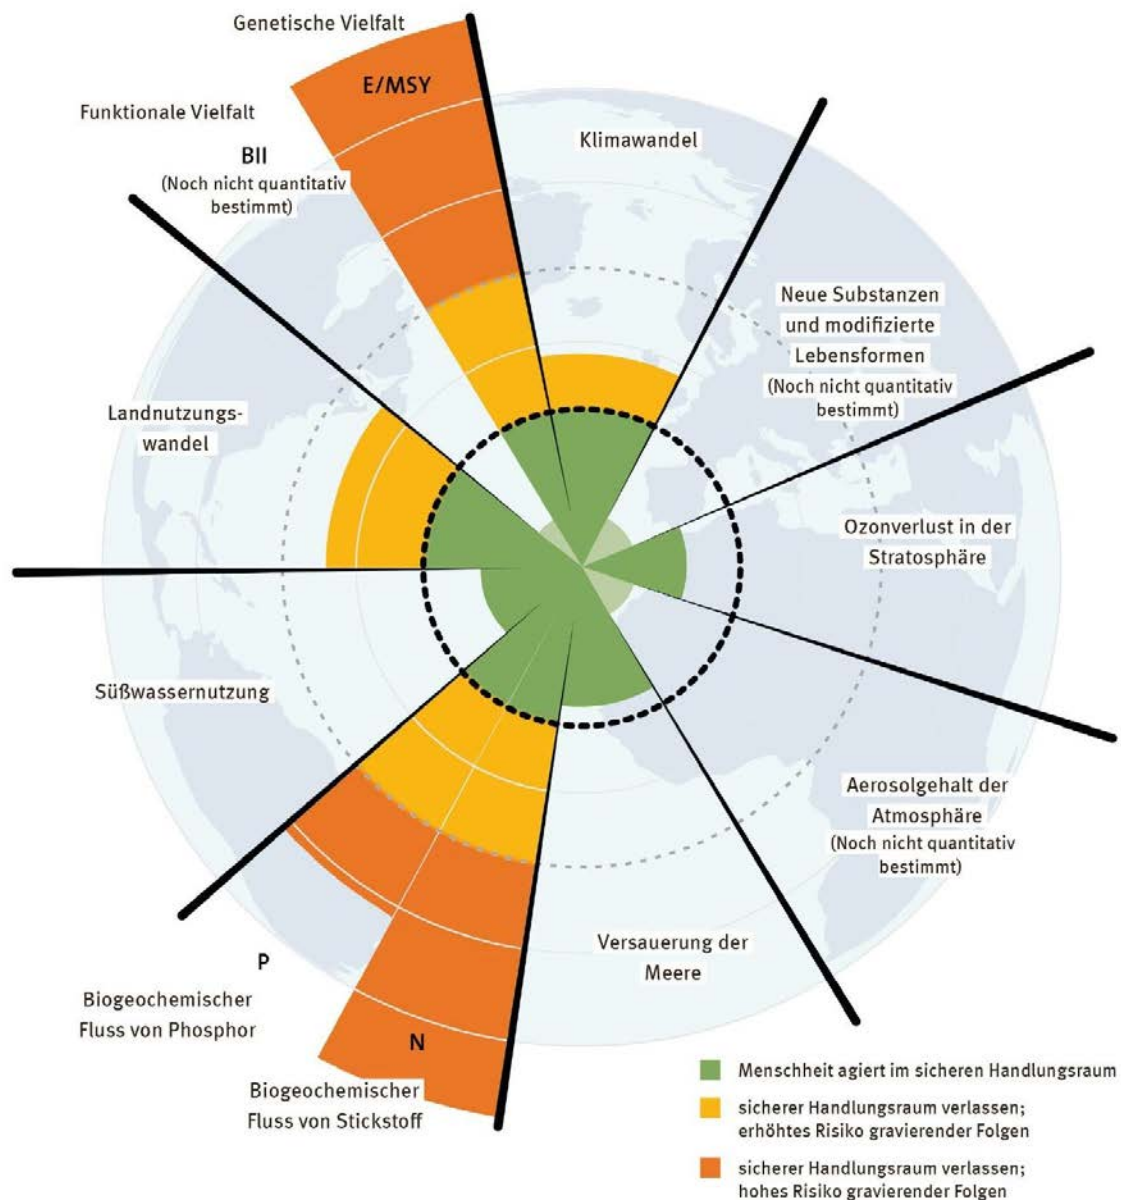 Genetische Vielfalt
E/MSY
Funktionale Vielfalt
BII
(Noch nicht quantitativ
bestimmt)
Klimawandel
Neue Substanzen
und modifizierte
Lebensformen
(Noch nicht quantitativ
bestimmt)
Landnutzungs-
wandel
Ozonverlust in der
Stratosphäre
Süßwassernutzung
Aerosolgehalt der
Atmosphäre
(Noch nicht quantitativ
bestimmt)
Versauerung der
Meere
P
Biogeochemischer
Fluss von Phosphor
N
Biogeochemischer
Fluss von Stickstoff
Menschheit agiert im sicheren Handlungsraum
sicherer Handlungsraum verlassen;
erhöhtes Risiko gravierender Folgen
sicherer Handlungsraum verlassen;
hohes Risiko gravierender Folgen